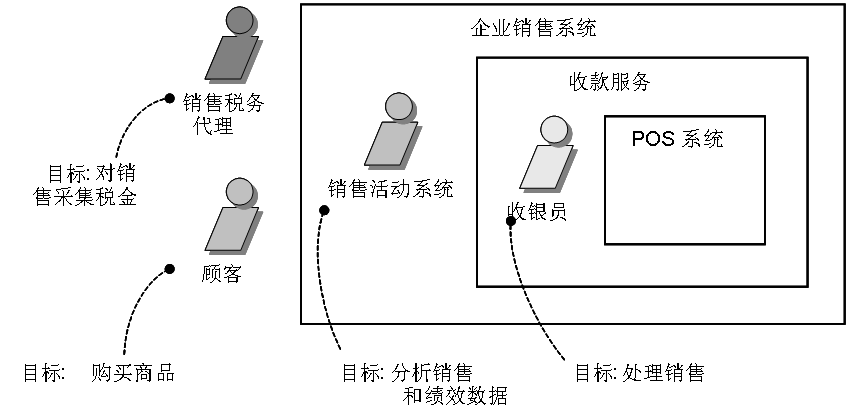 企业销售系统
收款服务
销售税务
代理
POS 系统
目标: 对销
售采集税金
销售活动系统
收银员
顾客
目标: 购买商品
目标: 分析销售
和绩效数据
目标: 处理销售